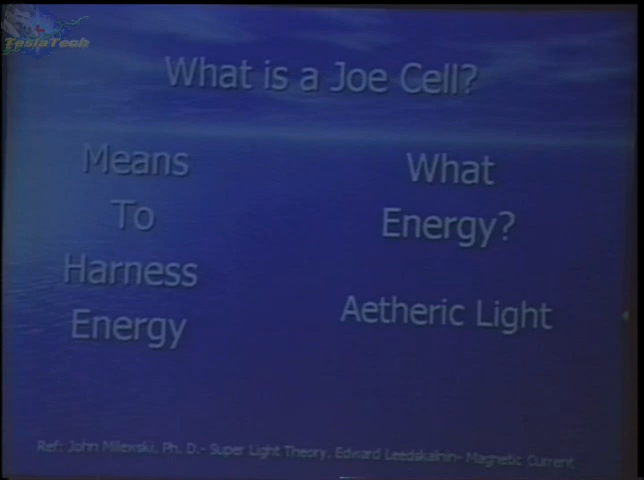 TeslaTech
What is a Joe Cell?
Means
To
Harness
Energy
What
Energy?
Aetheric Light
Ref: John Milewski, Ph. D.- Super Light Theory, Edward Leedskalnin- Magnetic Current